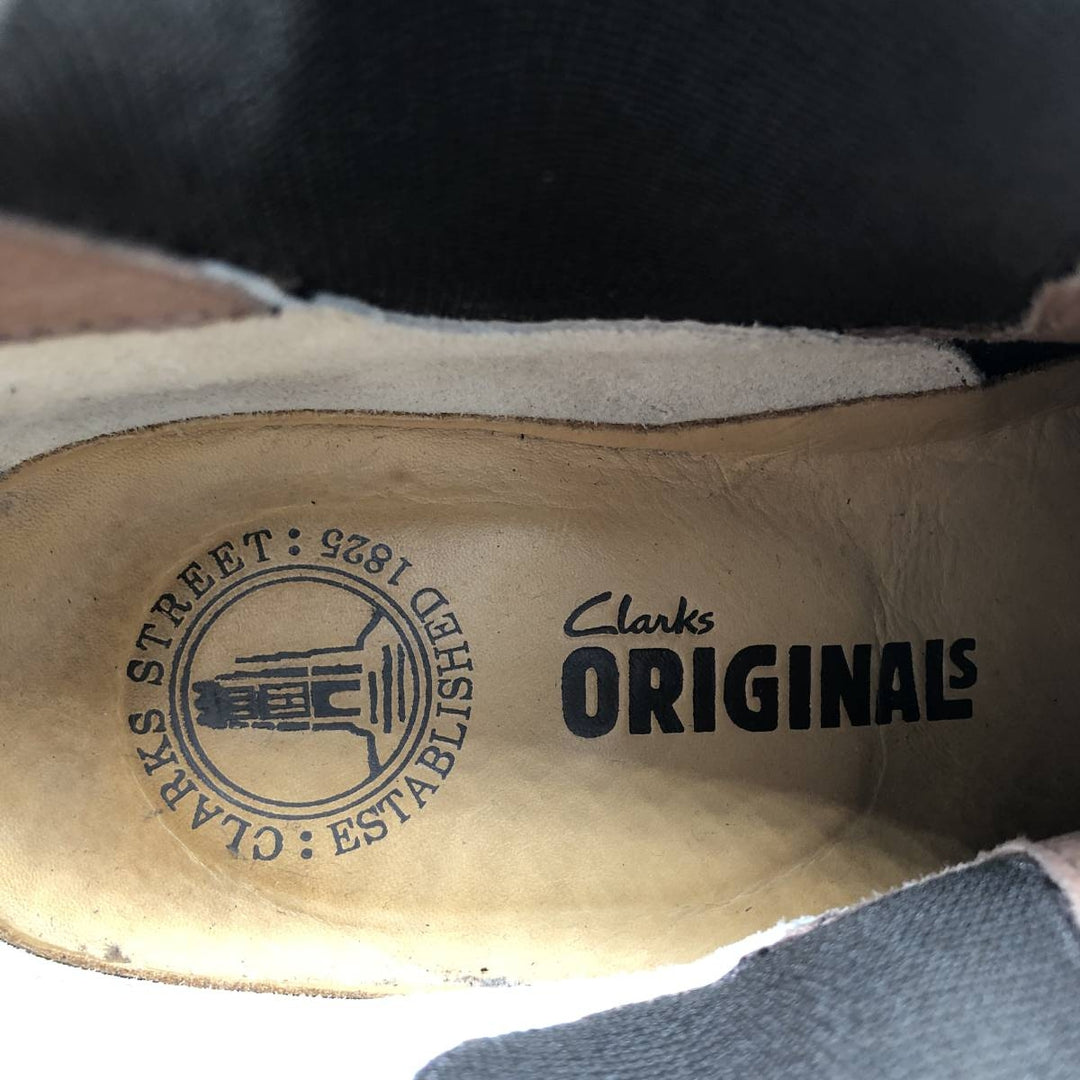 CLARKS STREET : ESTABLISHED 1825 :
Clarks
ORIGINALS